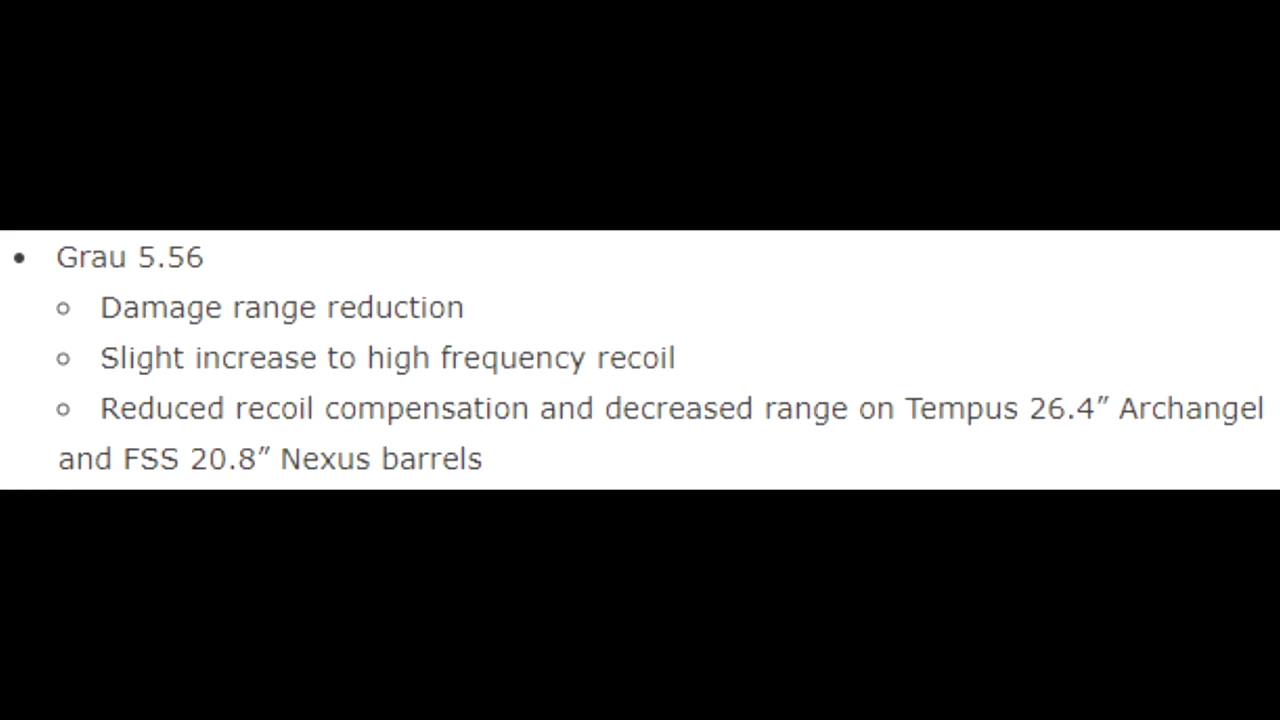 • Grau 5.56
○ Damage range reduction
○ Slight increase to high frequency recoil
○ Reduced recoil compensation and decreased range on Tempus 26.4” Archangel
and FSS 20.8” Nexus barrels